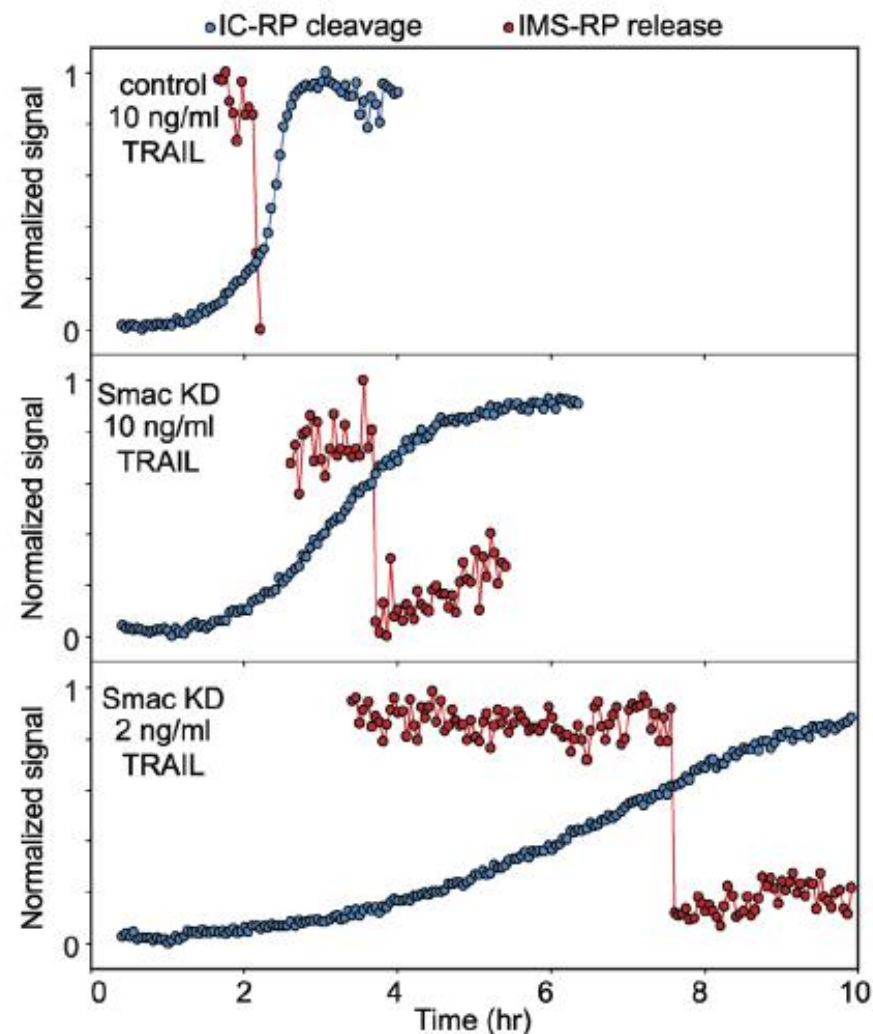 IC-RP cleavage IMS-RP release
1
control
10 ng/ml
TRAIL
Normalized signal
0
1
Smac KD
10 ng/ml
TRAIL
Normalized signal
0
1
Smac KD
2 ng/ml
TRAIL
Normalized signal
0
0 2 4 6 8 10
Time (hr)